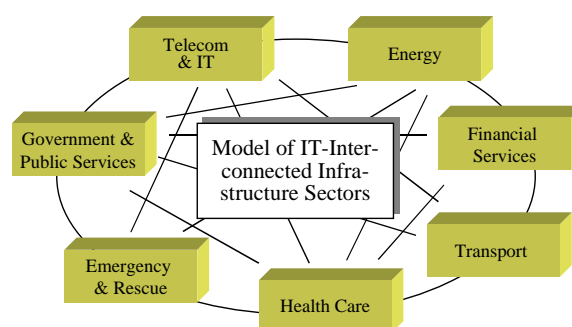 Telecom
& IT
Energy
Government &
Public Services
Model of IT-Inter-
connected Infra-
structure Sectors
Financial
Services
Emergency
& Rescue
Health Care
Transport